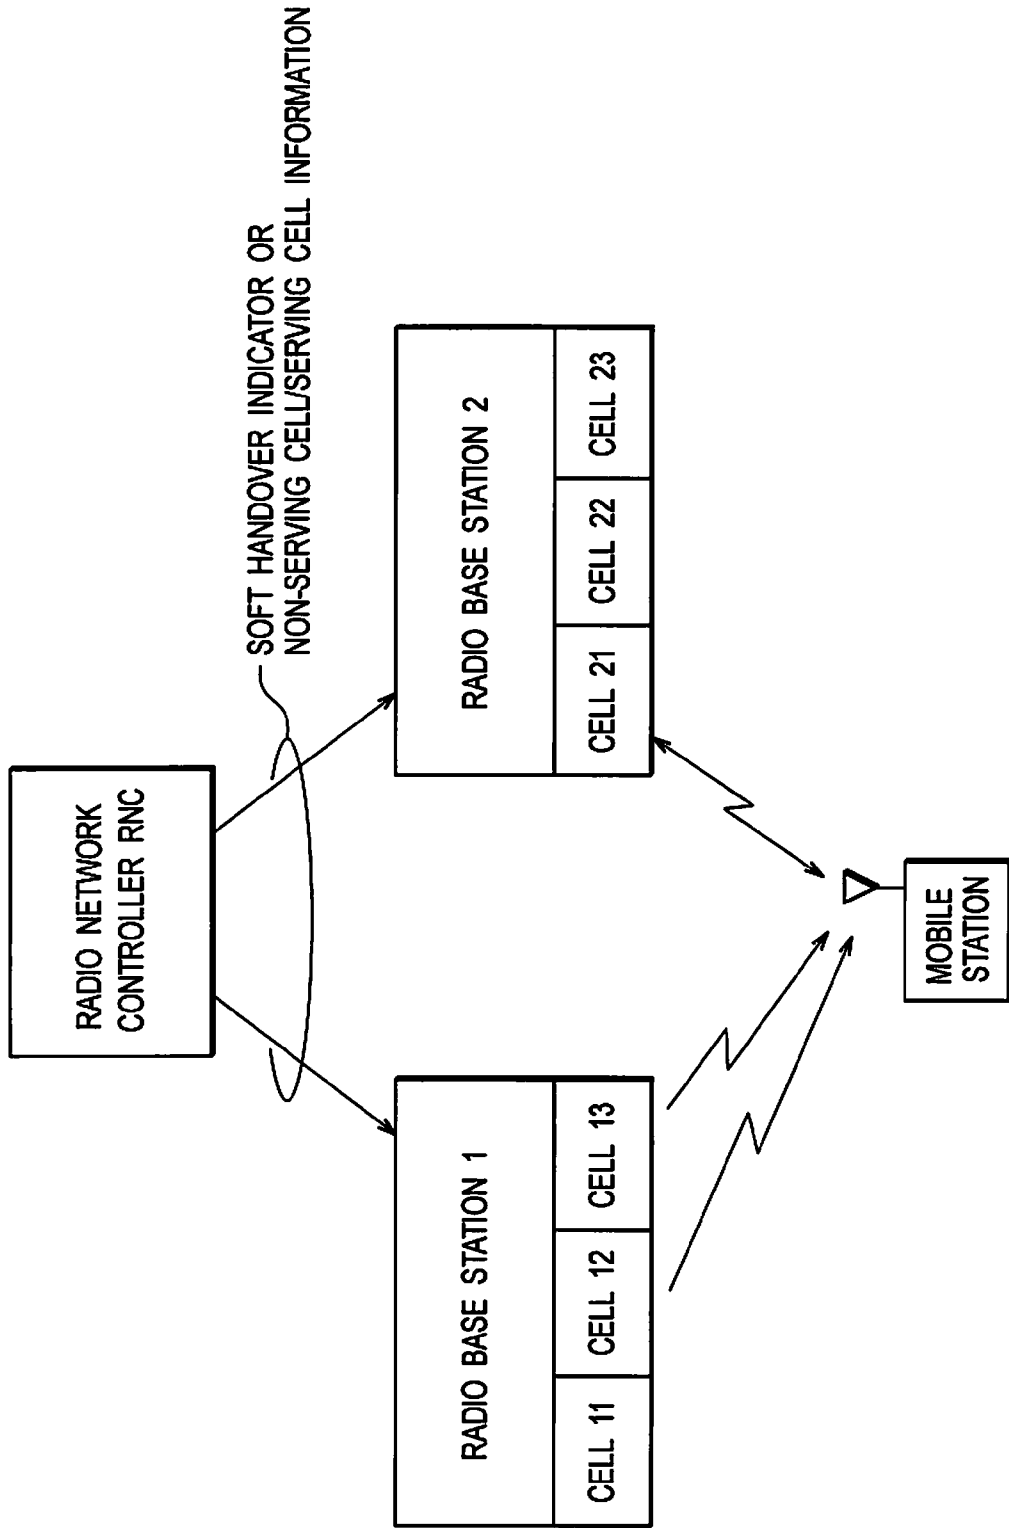 RADIO NETWORK
CONTROLLER RNC
SOFT HANDOVER INDICATOR OR
NON-SERVING CELL/SERVING CELL INFORMATION
RADIO BASE STATION 1
CELL 11
CELL 12
CELL 13
RADIO BASE STATION 2
CELL 21
CELL 22
CELL 23
MOBILE
STATION